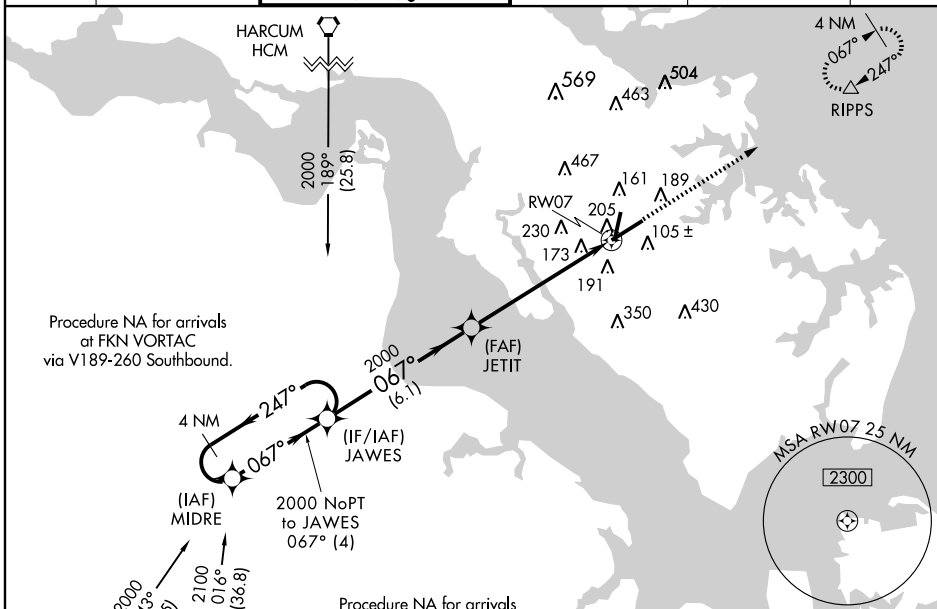 HARCUM
HCM
2000
189°
(25.8)
4 NM
067°
247°
RIPPS
569
463
504
467
161
189
RW07
205
230
173
105 ±
191
350
430
Procedure NA for arrivals
at FKN VORTAC
via V189-260 Southbound.
2000
067°
(6.1)
(FAF)
JETIT
4 NM
247°
067°
(IF/IAF)
JAWES
(IAF)
MIDRE
2000 NoPT
to JAWES
067° (4)
MSA RW07 25 NM
2300
2000
2100
016°
(36.8)
Procedure NA for arrivals